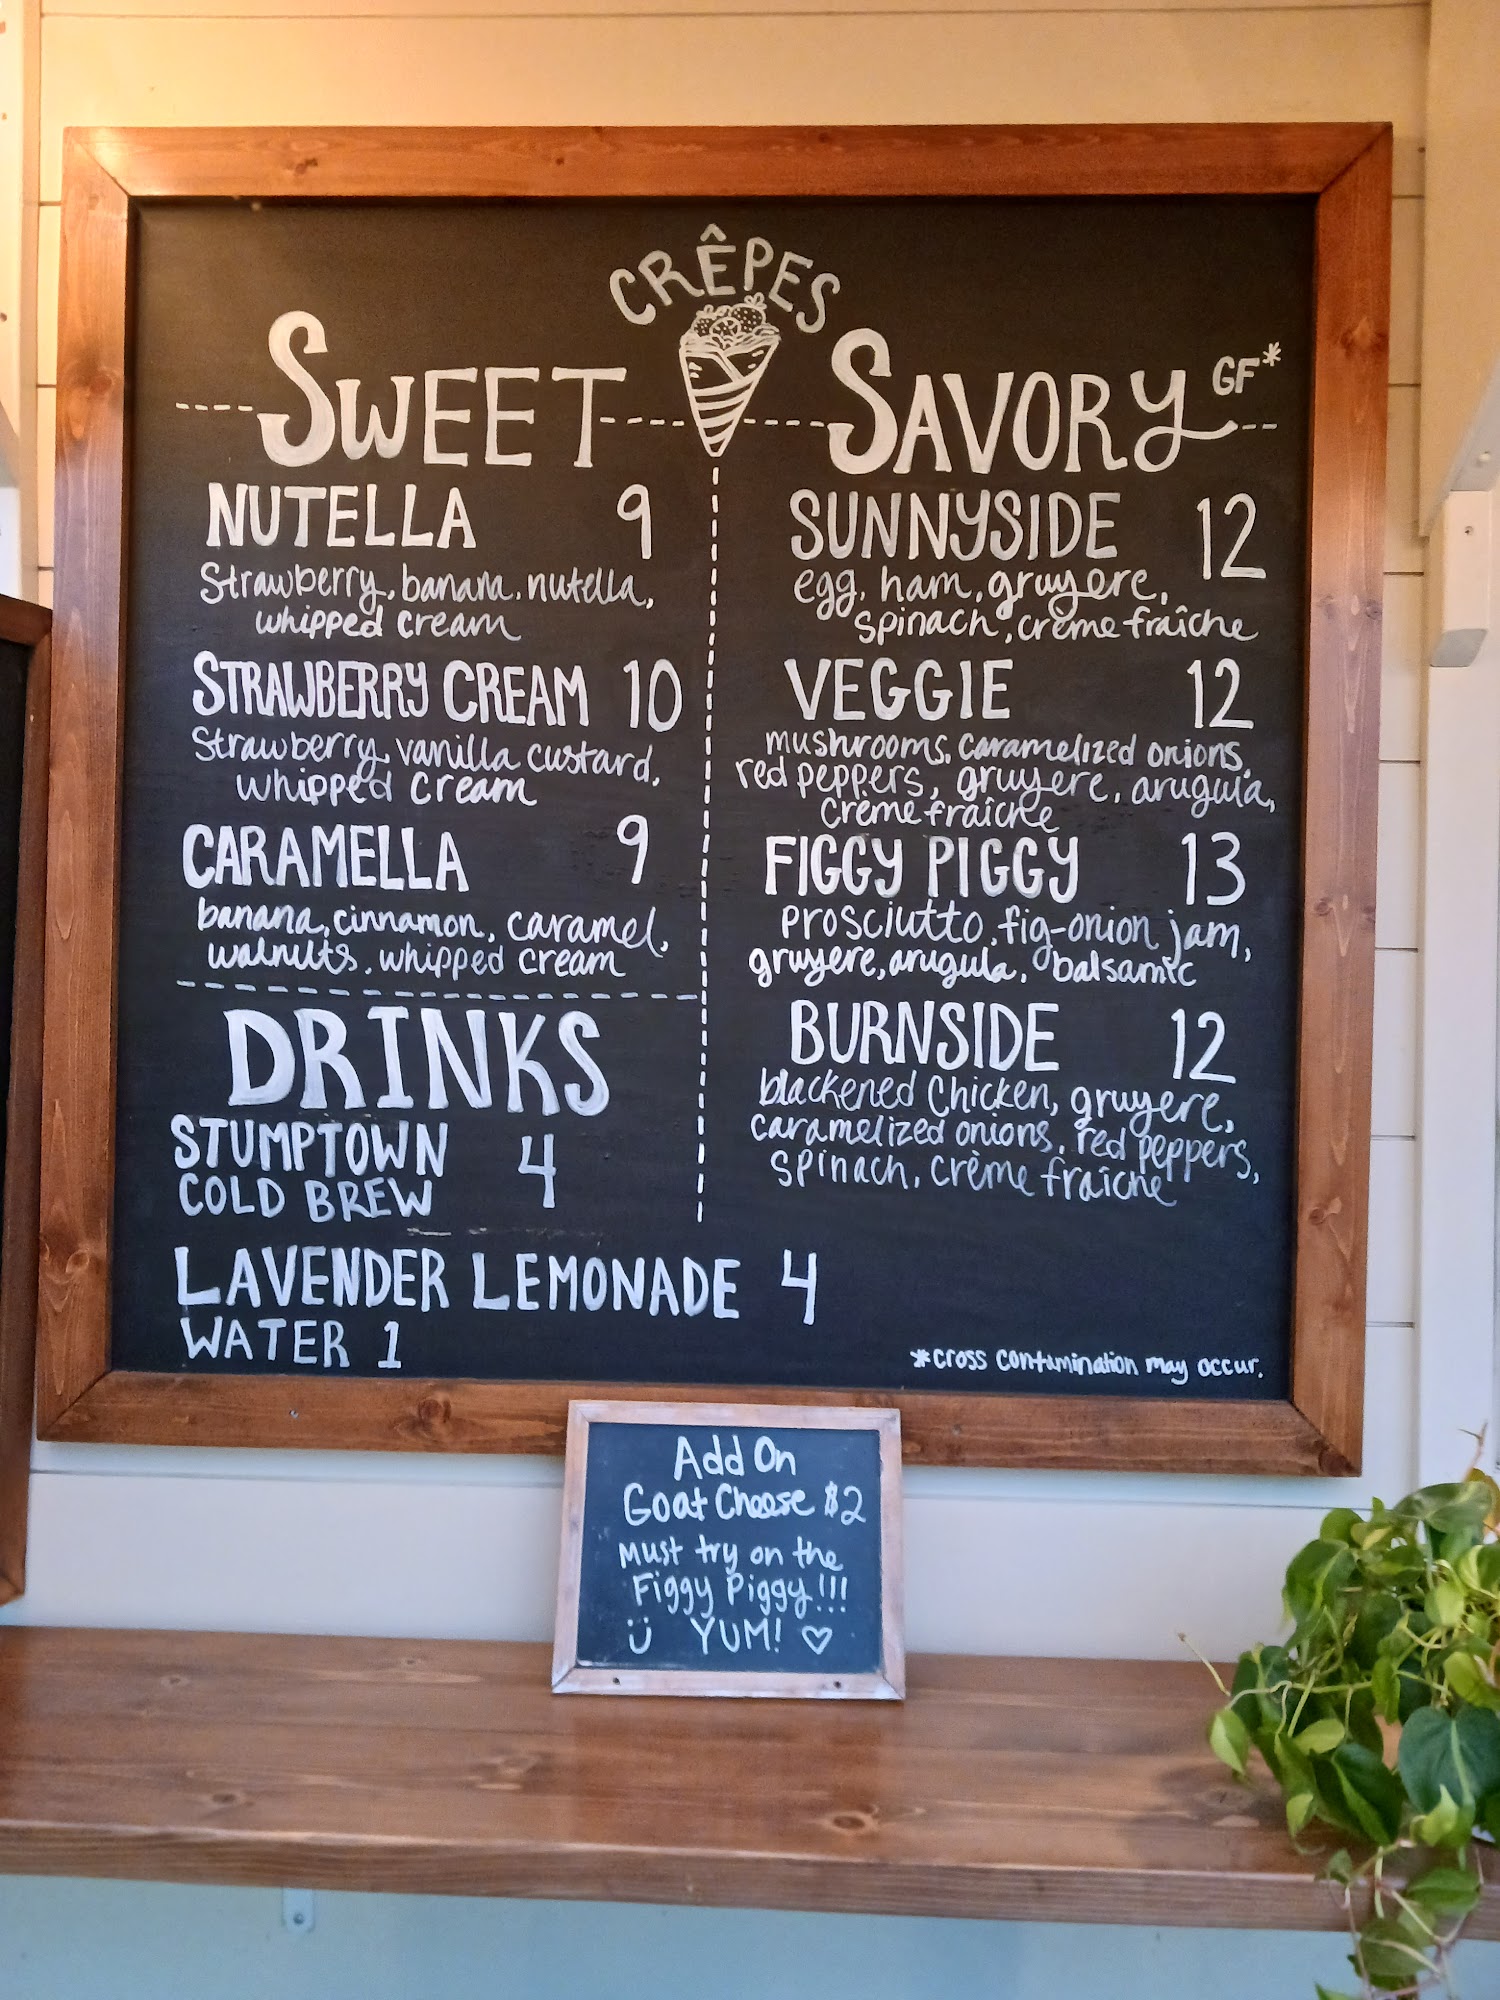 CRÊPES
SWEET
NUTELLA 9
Strawberry, banana, nutella,
whipped cream
STRAWBERRY CREAM 10
Strawberry, vanilla custard,
whipped cream
CARAMELLA 9
banana, cinnamon, caramel,
walnuts, whipped cream
DRINKS
STUMPTOWN
COLD BREW 4
LAVENDER LEMONADE 4
WATER 1
SAVORY GF*
SUNNYSIDE 12
egg, ham, gruyere,
spinach, crème fraîche
VEGGIE 12
mushrooms, caramelized onions,
red peppers, gruyere, arugula,
crème fraîche
FIGGY PIGGY 13
prosciutto, fig-onion jam,
gruyere, arugula, balsamic
BURNSIDE 12
blackened chicken, gruyere,
caramelized onions, red peppers,
spinach, crème fraîche
*cross contamination may occur.
Add On
Goat Cheese $2
Must try on the
Figgy Piggy!!!
YUM!